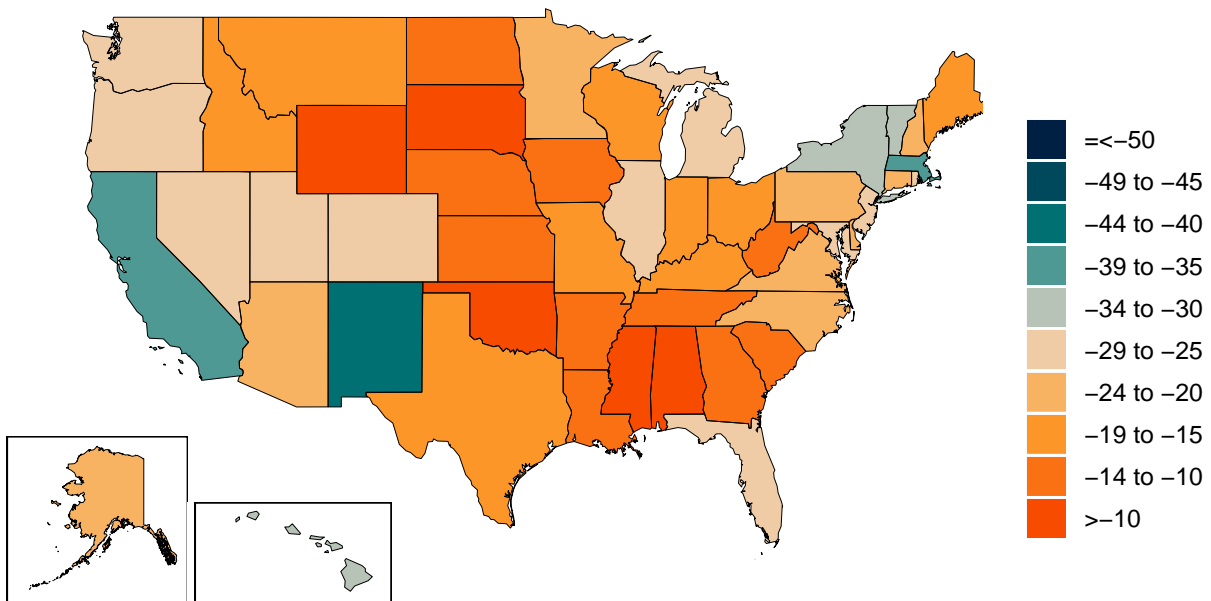 =<−50
−49 to −45
−44 to −40
−39 to −35
−34 to −30
−29 to −25
−24 to −20
−19 to −15
−14 to −10
>−10